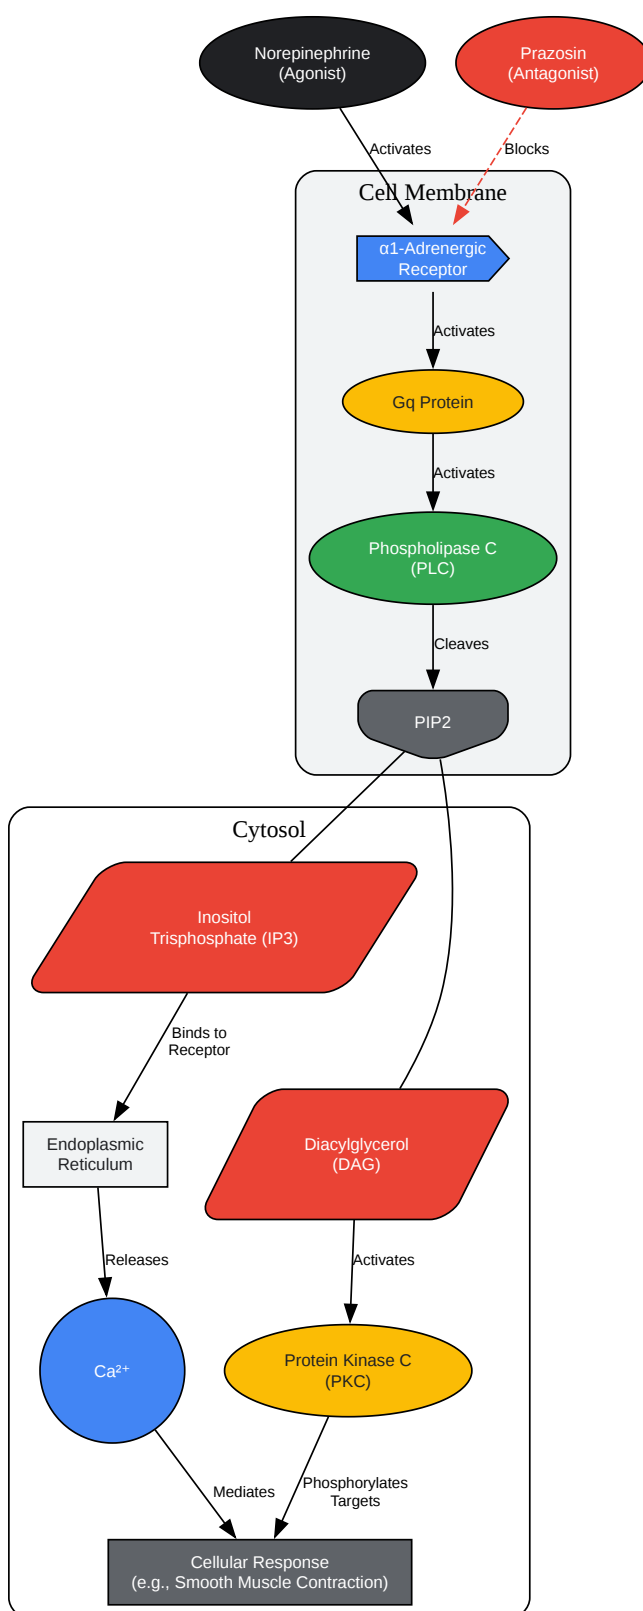 Norepinephrine
(Agonist)
Prazosin
(Antagonist)
Activates
Blocks
Cell Membrane
α1-Adrenergic
Receptor
Activates
Gq Protein
Activates
Phospholipase C
(PLC)
Cleaves
PIP2
Cytosol
Inositol
Trisphosphate (IP3)
Binds to
Receptor
Endoplasmic
Reticulum
Diacylglycerol
(DAG)
Releases
Activates
Ca²⁺
Protein Kinase C
(PKC)
Mediates
Phosphorylates
Targets
Cellular Response
(e.g., Smooth Muscle Contraction)